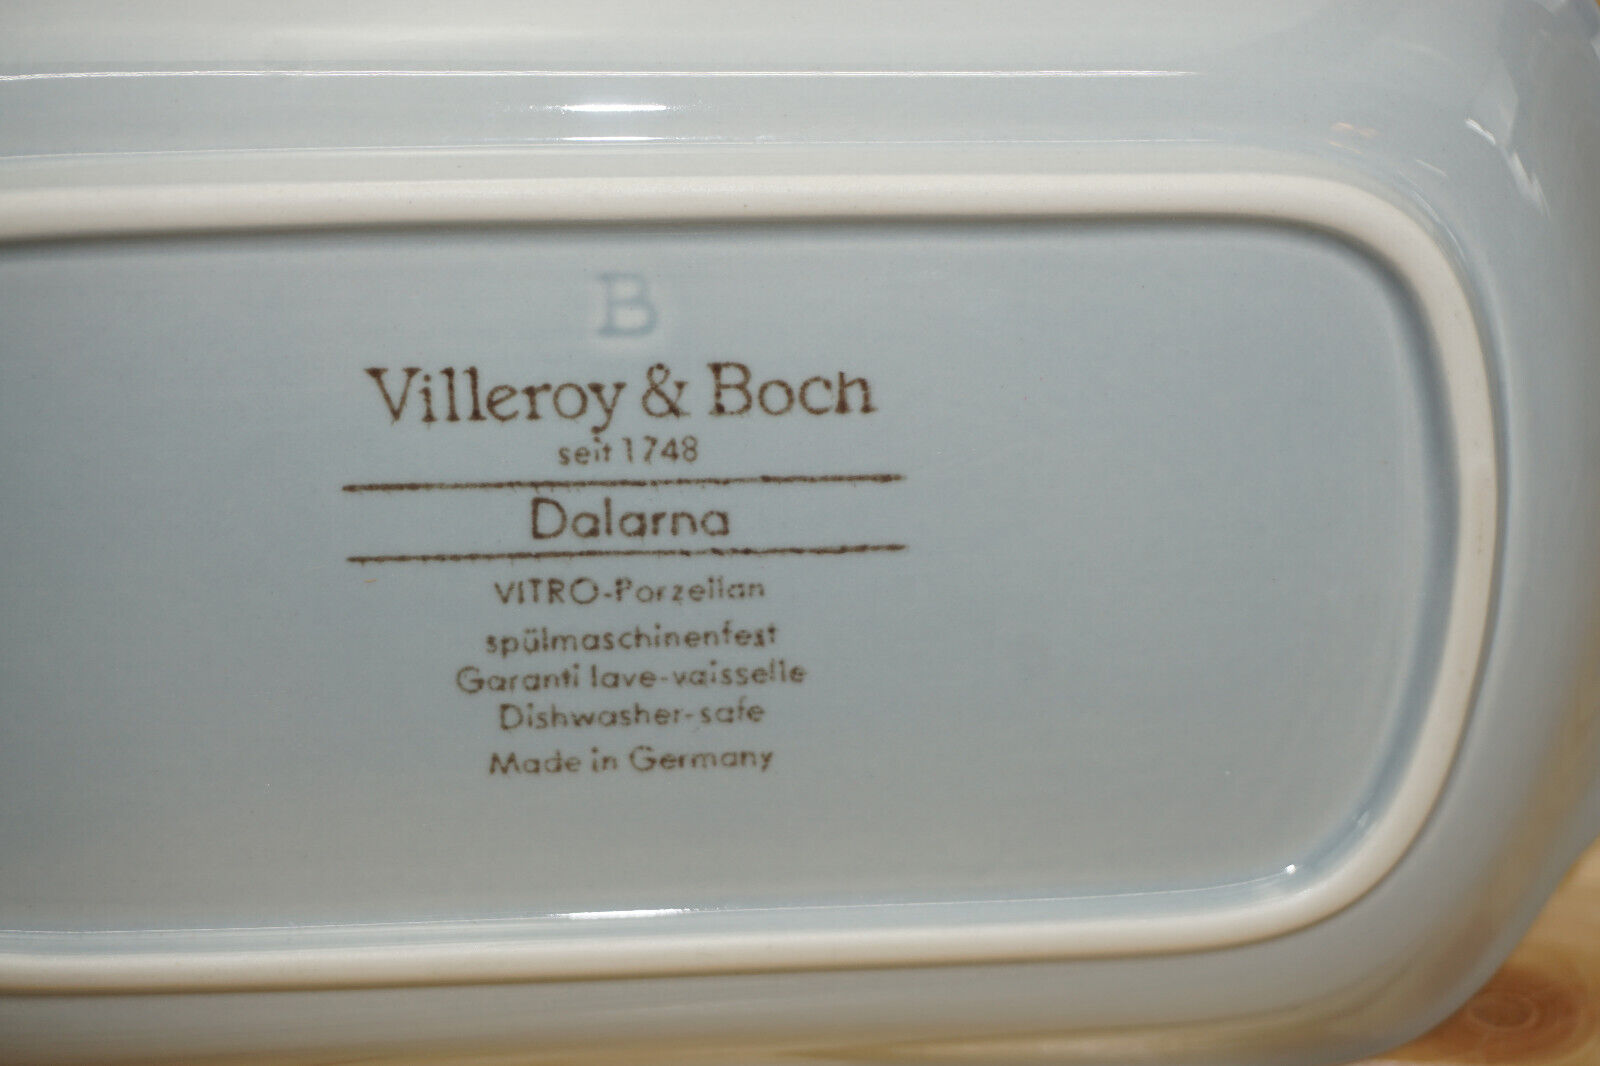 B
Villeroy & Boch
seit 1748
Dalarna
VITRO-Porzellan
spülmaschinenfest
Garanti lave-vaisselle
Dishwasher-safe
Made in Germany